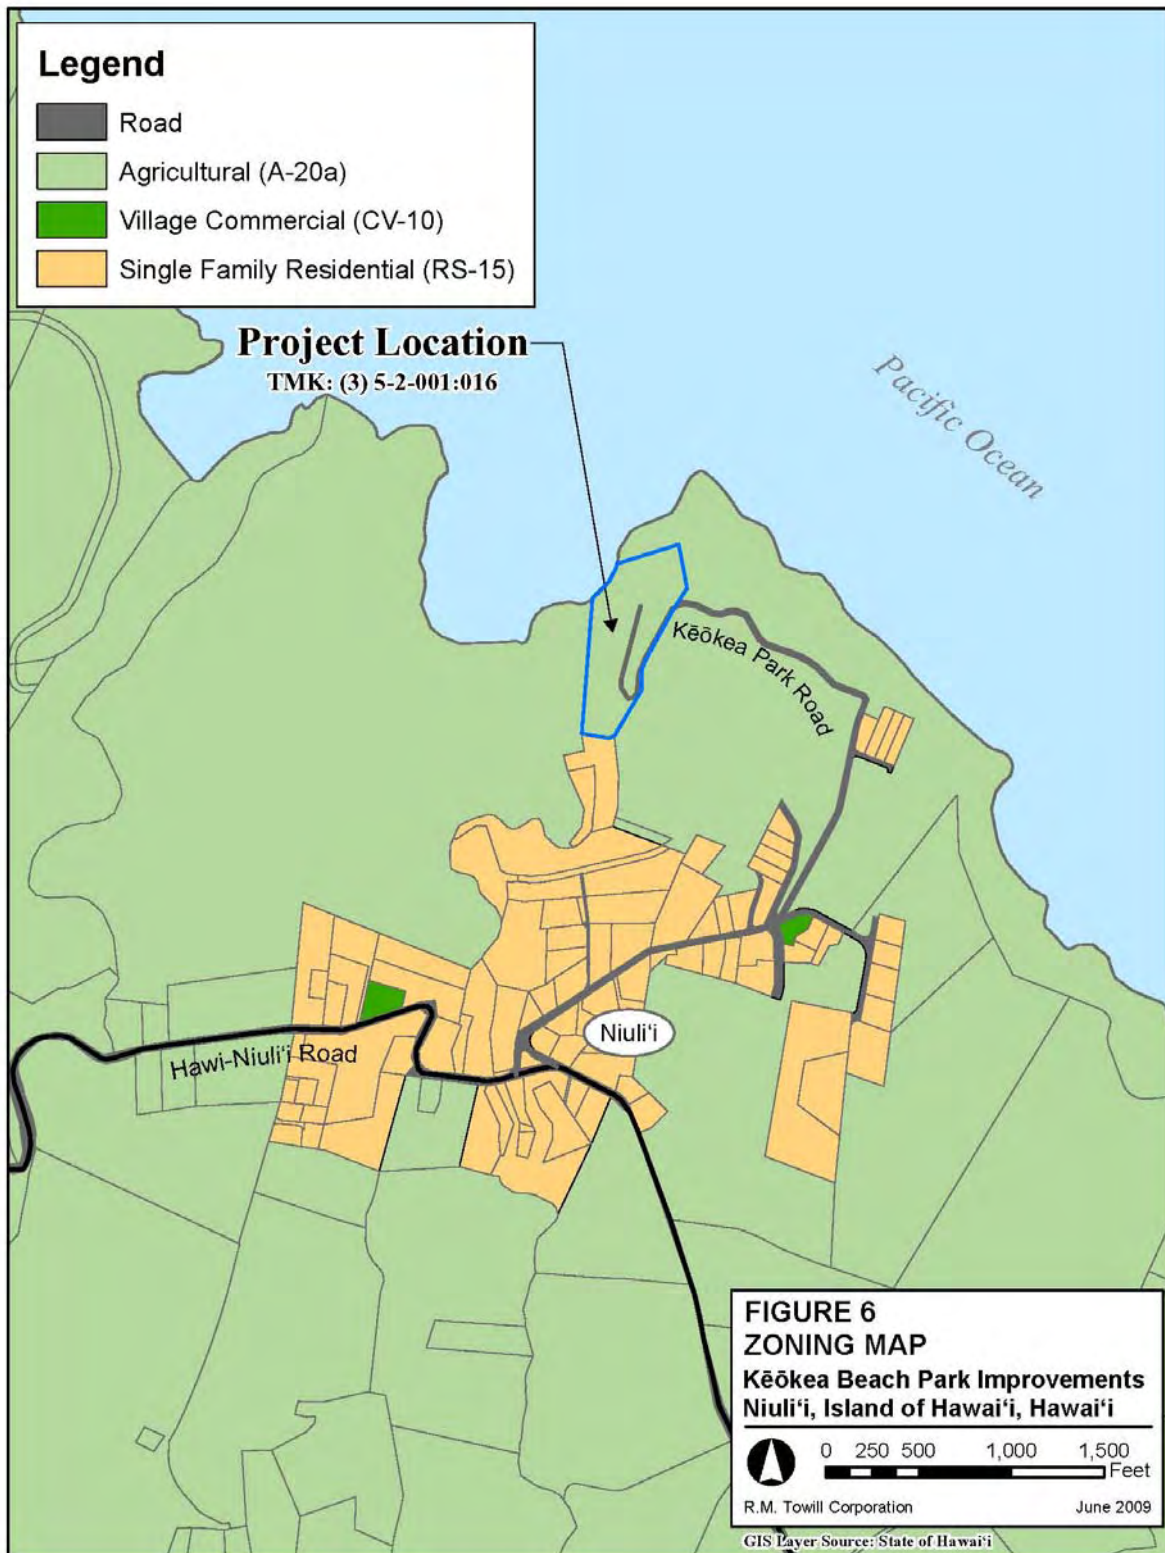 Legend
Road
Agricultural (A-20a)
Village Commercial (CV-10)
Single Family Residential (RS-15)
Project Location
TMK: (3) 5-2-001:016
Pacific Ocean
Kēōkea Park Road
Niuli‘i
Hawi-Niuli‘i Road
FIGURE 6
ZONING MAP
Kēōkea Beach Park Improvements
Niuli‘i, Island of Hawai‘i, Hawai‘i
0 250 500 1,000 1,500
Feet
R.M. Towill Corporation June 2009
GIS Layer Source: State of Hawai‘i